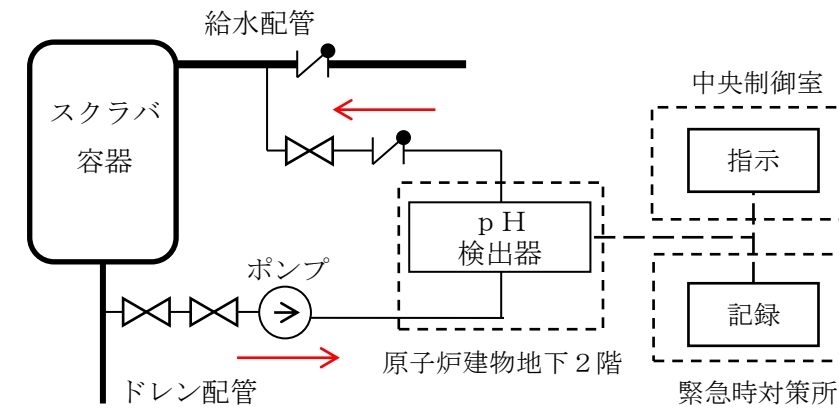 給水配管
スクラバ
容器
中央制御室
指示
ｐＨ
検出器
ポンプ
記録
原子炉建物地下２階
ドレン配管
緊急時対策所